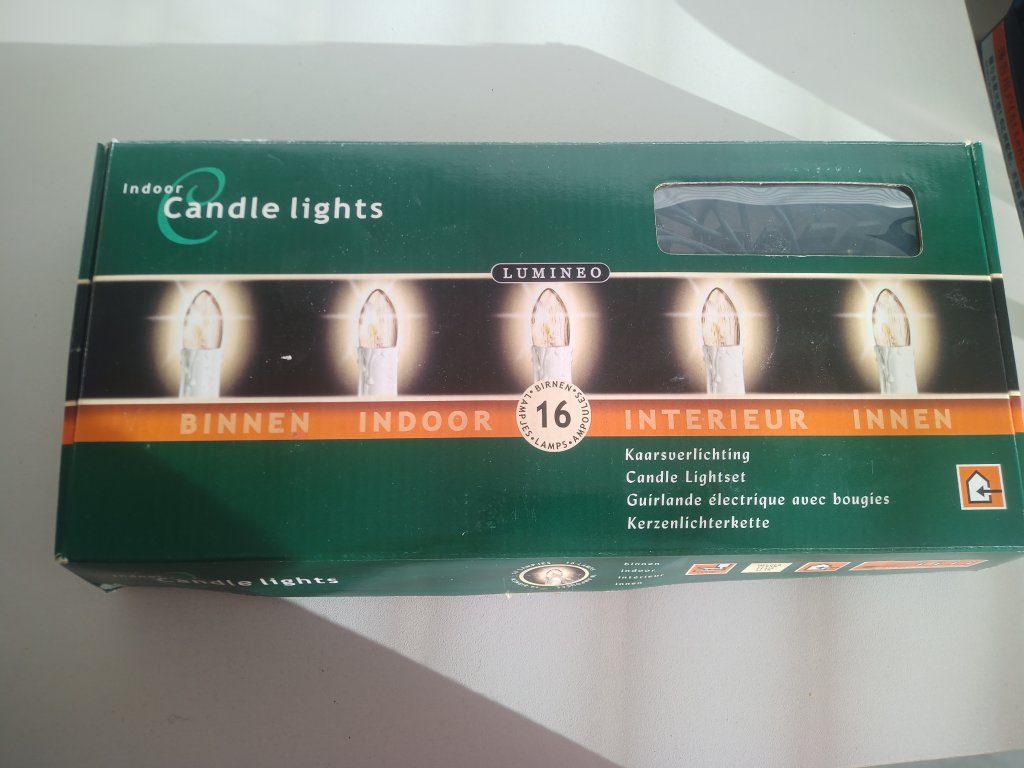 Indoor
Candle lights
LUMINEO
BINNEN INDOOR INTERIEUR INNEN
BIRNEN • AMPOULES • LAMPS • LAMPJES •
16
Kaarsverlichting
Candle Lightset
Guirlande électrique avec bougies
Kerzenlichterkette
Candle lights
binnen
indoor
intérieur
innen